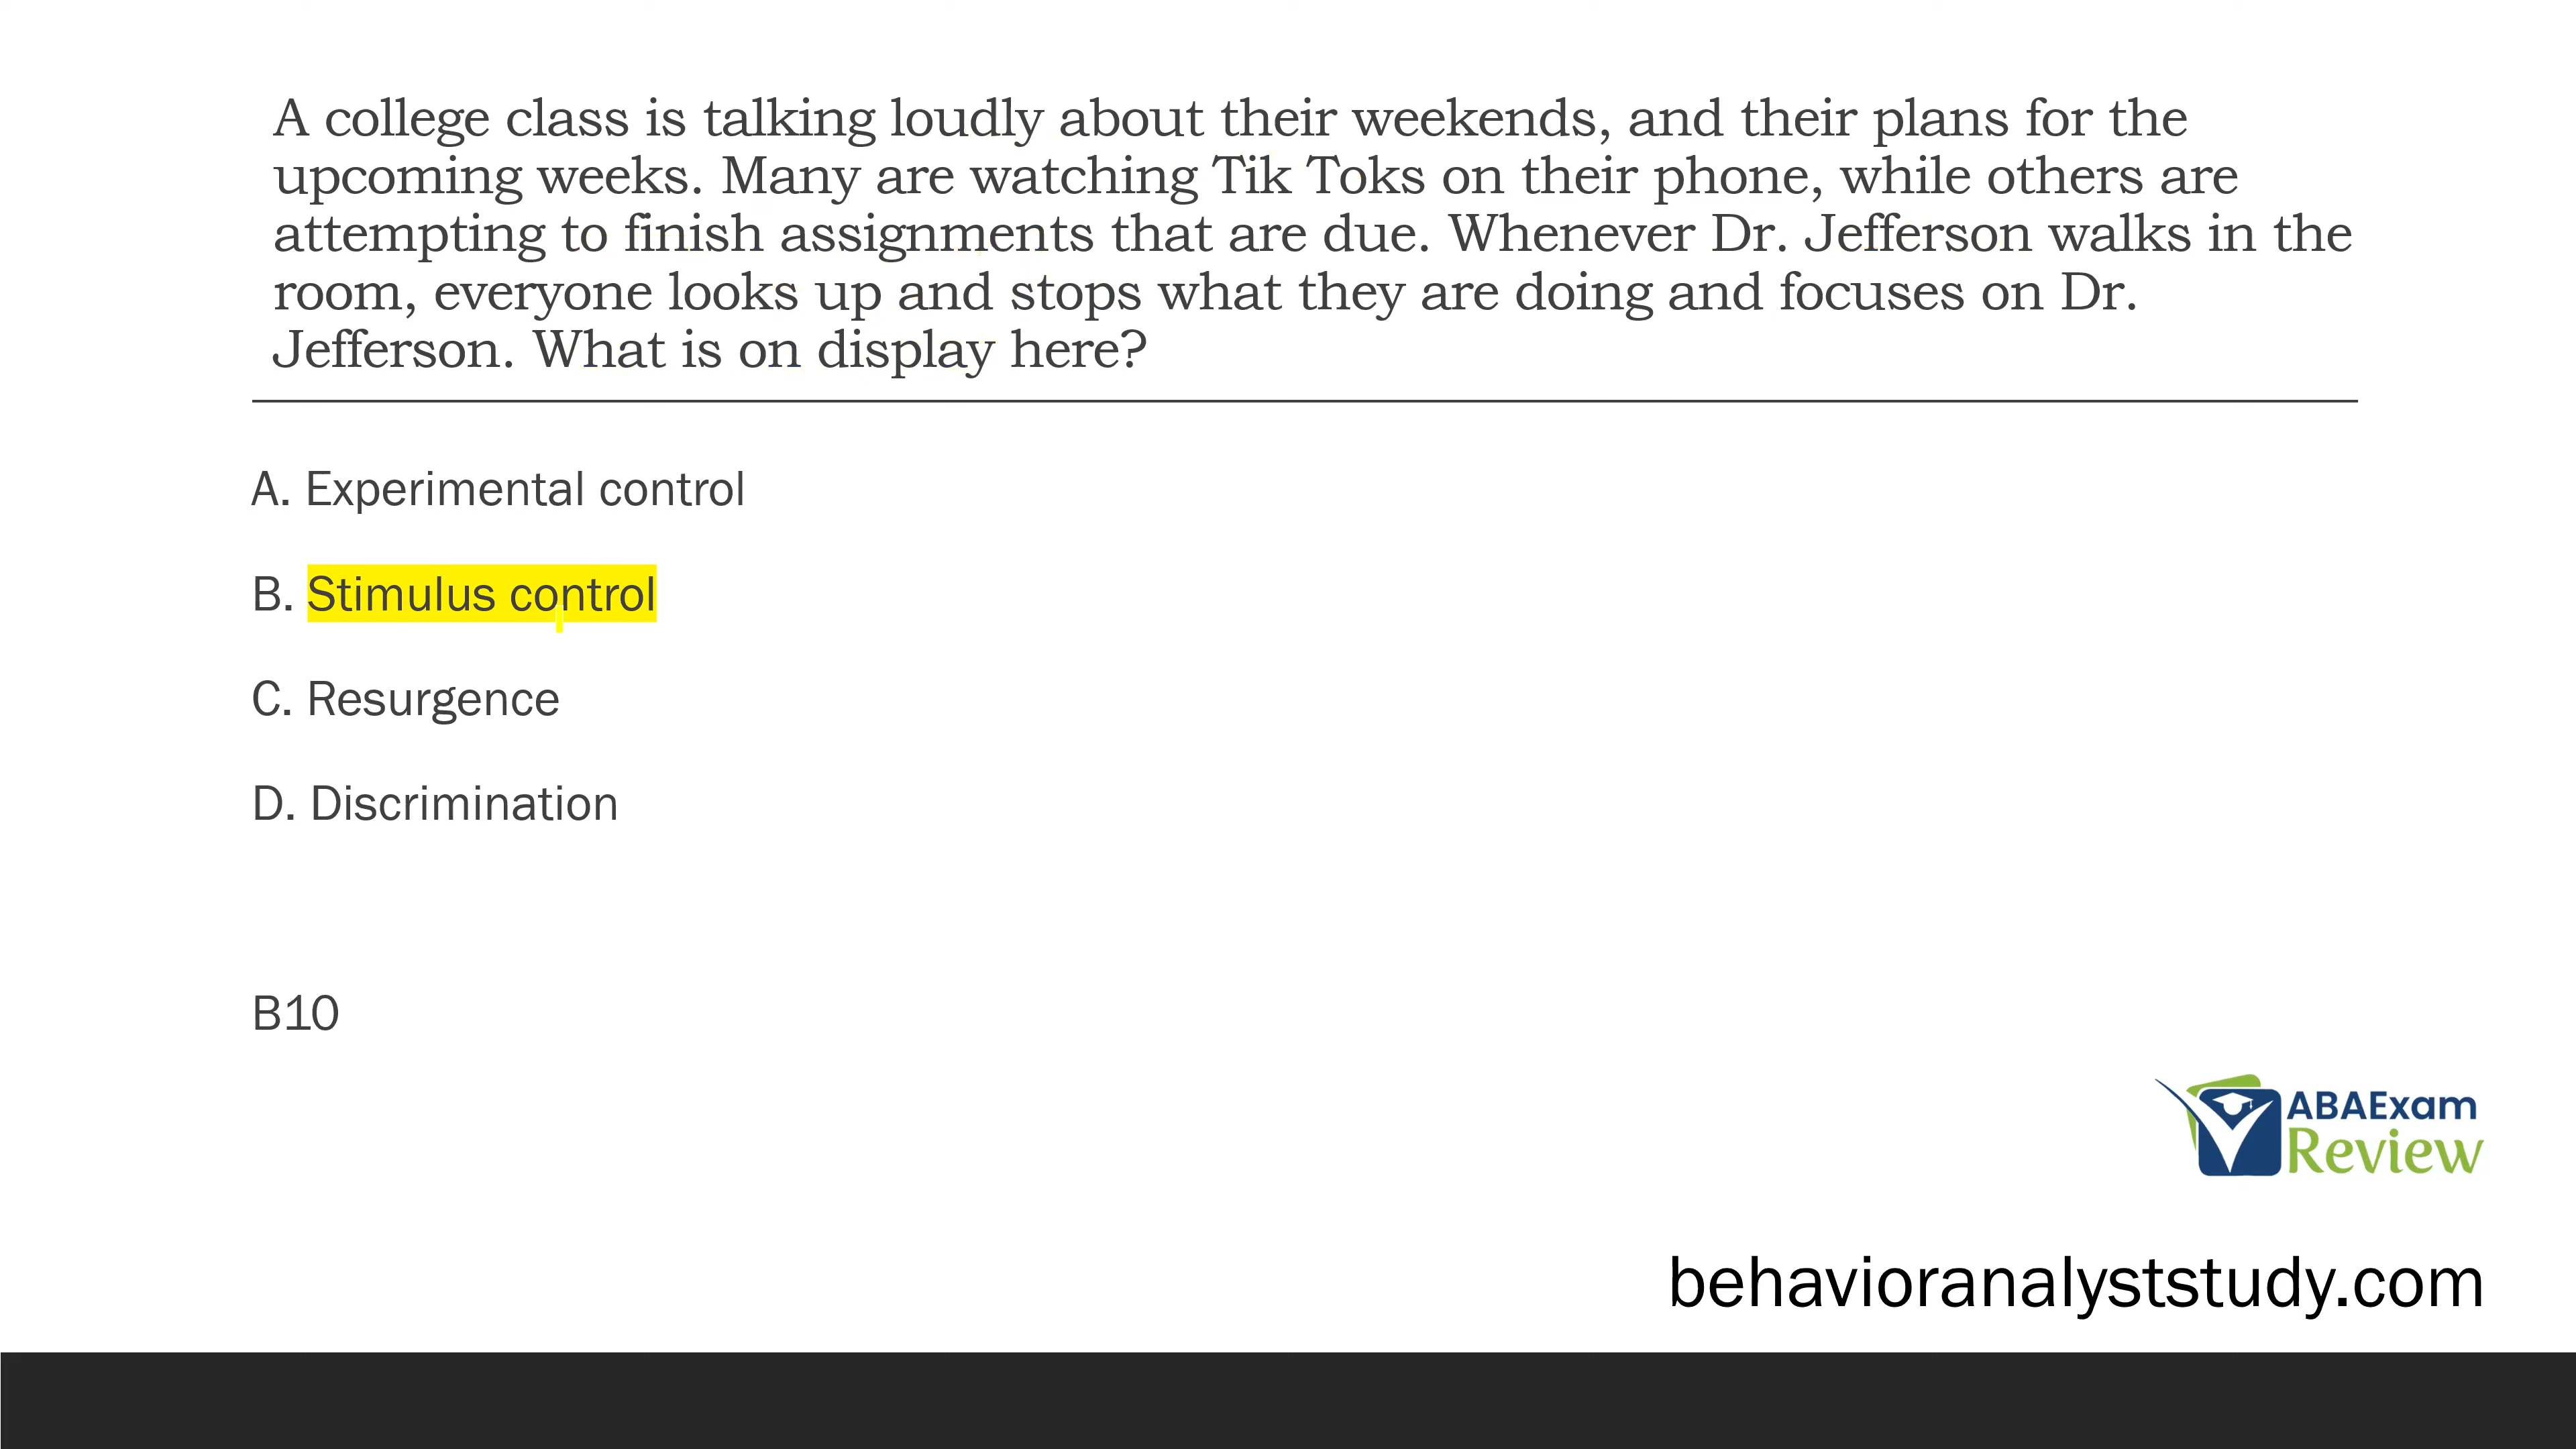 A college class is talking loudly about their weekends, and their plans for the
upcoming weeks. Many are watching Tik Toks on their phone, while others are
attempting to finish assignments that are due. Whenever Dr. Jefferson walks in the
room, everyone looks up and stops what they are doing and focuses on Dr.
Jefferson. What is on display here?
A. Experimental control
B. Stimulus control
C. Resurgence
D. Discrimination
B10
ABAExam
Review
behavioranalyststudy.com